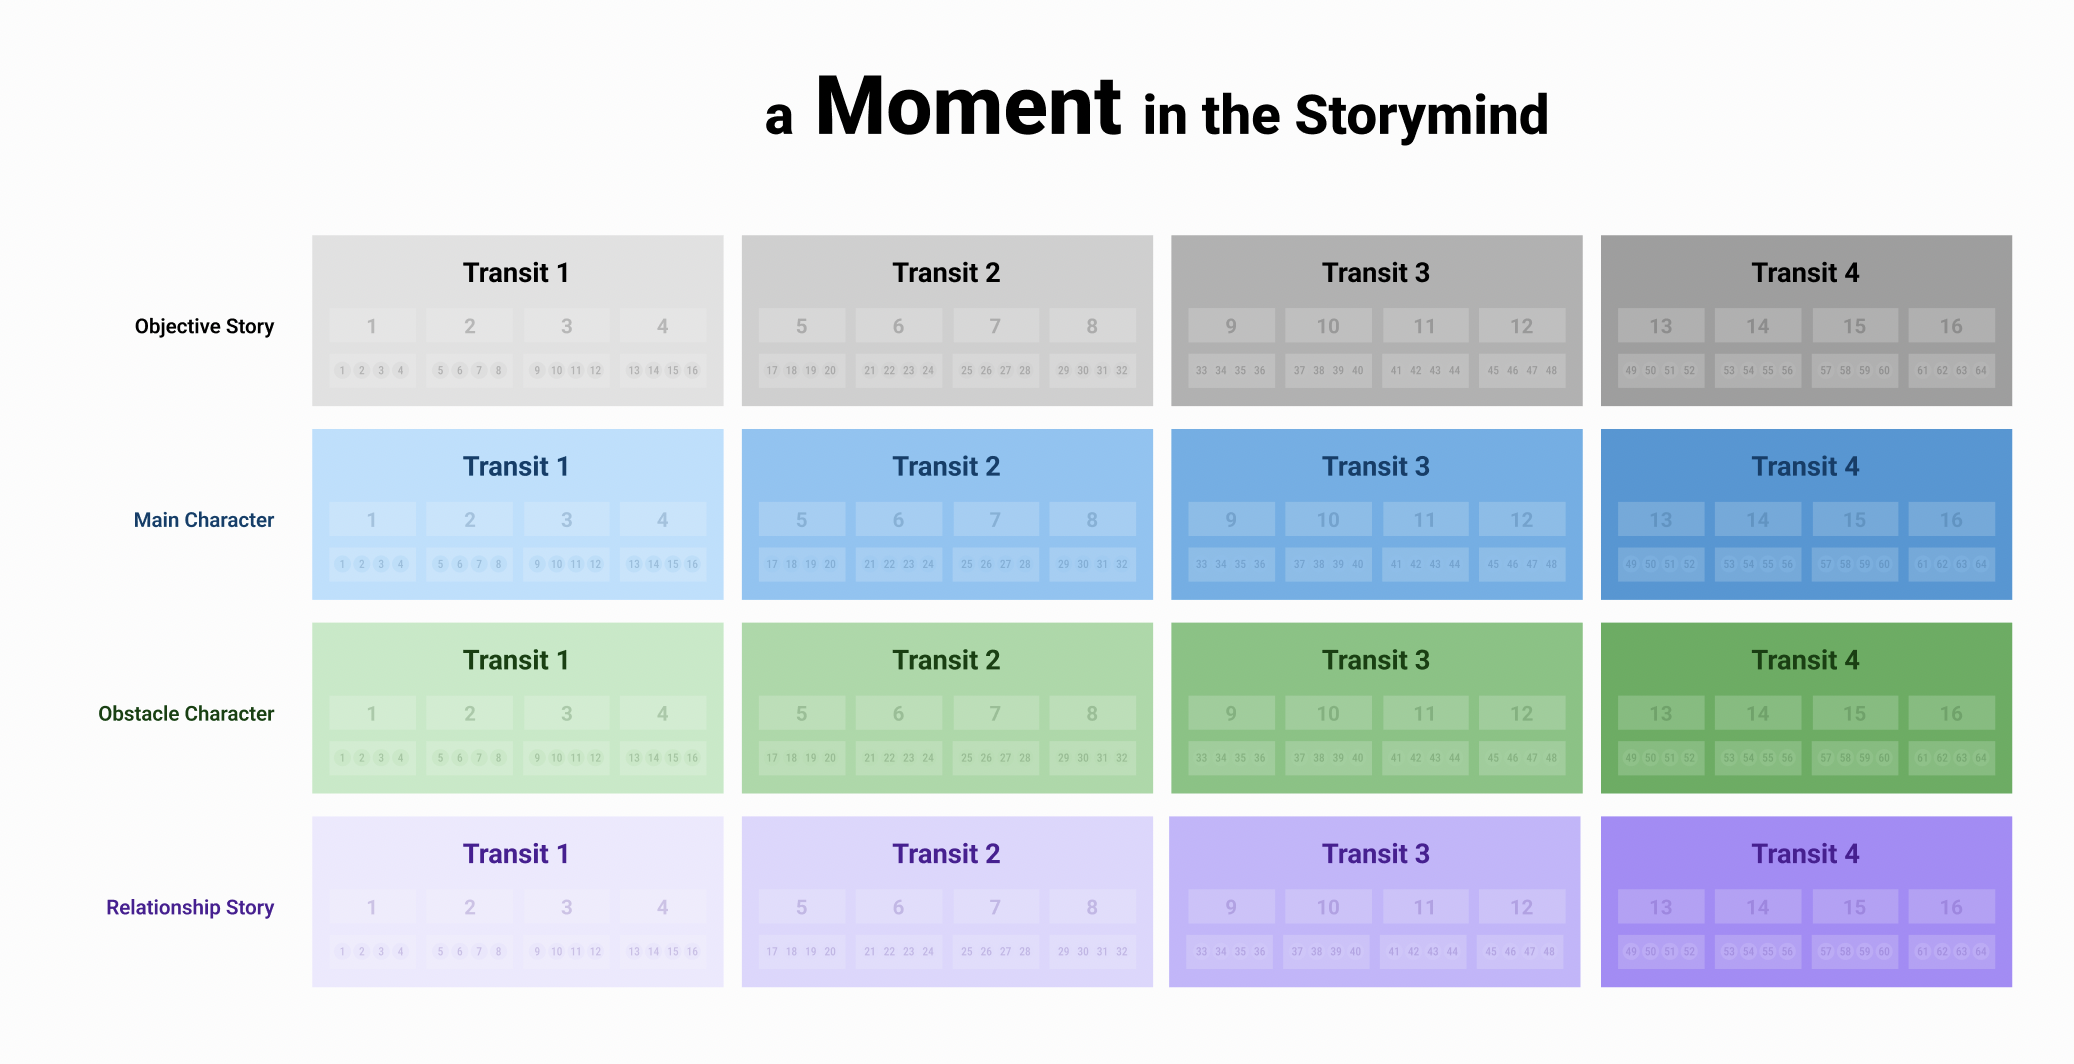 a Moment in the Storymind
Transit 1 Transit 2 Transit 3 Transit 4
Objective Story 1 2 3 4 5 6 7 8 9 10 11 12 13 14 15 16
1 2 3 4 5 6 7 8 9 10 11 12 13 14 15 16 17 18 19 20 21 22 23 24 25 26 27 28 29 30 31 32 33 34 35 36 37 38 39 40 41 42 43 44 45 46 47 48 49 50 51 52 53 54 55 56 57 58 59 60 61 62 63 64
Transit 1 Transit 2 Transit 3 Transit 4
Main Character 1 2 3 4 5 6 7 8 9 10 11 12 13 14 15 16
1 2 3 4 5 6 7 8 9 10 11 12 13 14 15 16 17 18 19 20 21 22 23 24 25 26 27 28 29 30 31 32 33 34 35 36 37 38 39 40 41 42 43 44 45 46 47 48 49 50 51 52 53 54 55 56 57 58 59 60 61 62 63 64
Transit 1 Transit 2 Transit 3 Transit 4
Obstacle Character 1 2 3 4 5 6 7 8 9 10 11 12 13 14 15 16
1 2 3 4 5 6 7 8 9 10 11 12 13 14 15 16 17 18 19 20 21 22 23 24 25 26 27 28 29 30 31 32 33 34 35 36 37 38 39 40 41 42 43 44 45 46 47 48 49 50 51 52 53 54 55 56 57 58 59 60 61 62 63 64
Transit 1 Transit 2 Transit 3 Transit 4
Relationship Story 1 2 3 4 5 6 7 8 9 10 11 12 13 14 15 16
1 2 3 4 5 6 7 8 9 10 11 12 13 14 15 16 17 18 19 20 21 22 23 24 25 26 27 28 29 30 31 32 33 34 35 36 37 38 39 40 41 42 43 44 45 46 47 48 49 50 51 52 53 54 55 56 57 58 59 60 61 62 63 64